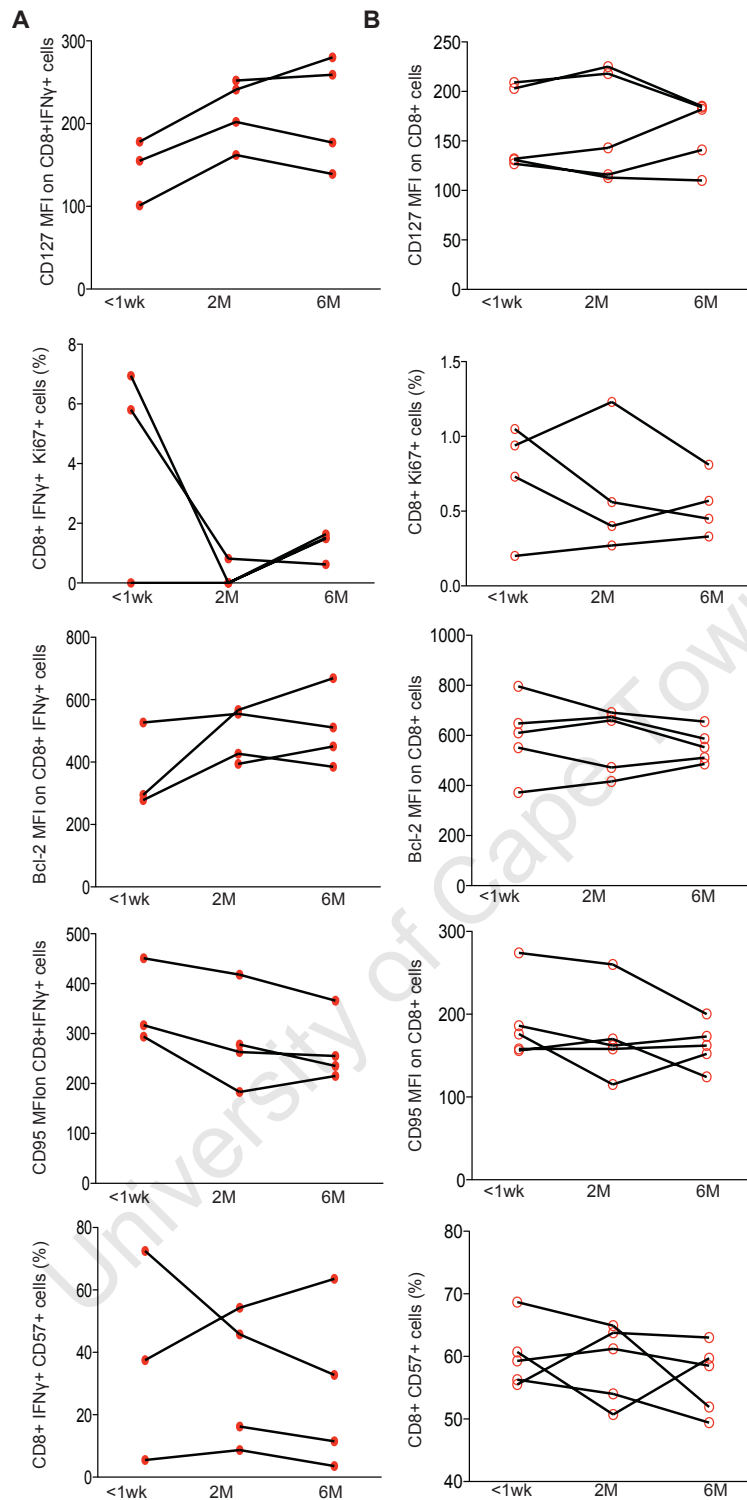 A
B
CD127 MFI on CD8+IFNγ+ cells
300
200
100
0
<1wk 2M 6M
CD127 MFI on CD8+ cells
250
200
150
100
50
0
<1wk 2M 6M
CD8+ IFNγ+ Ki67+ cells (%)
8
6
4
2
0
<1wk 2M 6M
CD8+ Ki67+ cells (%)
1.5
1.0
0.5
0.0
<1wk 2M 6M
Bcl-2 MFI on CD8+ IFNγ+ cells
800
600
400
200
0
<1wk 2M 6M
Bcl-2 MFI on CD8+ cells
1000
800
600
400
200
0
<1wk 2M 6M
CD95 MFIon CD8+IFNγ+ cells
500
400
300
200
100
0
<1wk 2M 6M
CD95 MFI on CD8+ cells
300
200
100
0
<1wk 2M 6M
CD8+ IFNγ+ CD57+ cells (%)
80
60
40
20
0
<1wk 2M 6M
CD8+ CD57+ cells (%)
80
70
60
50
40
<1wk 2M 6M
University of Cape Town